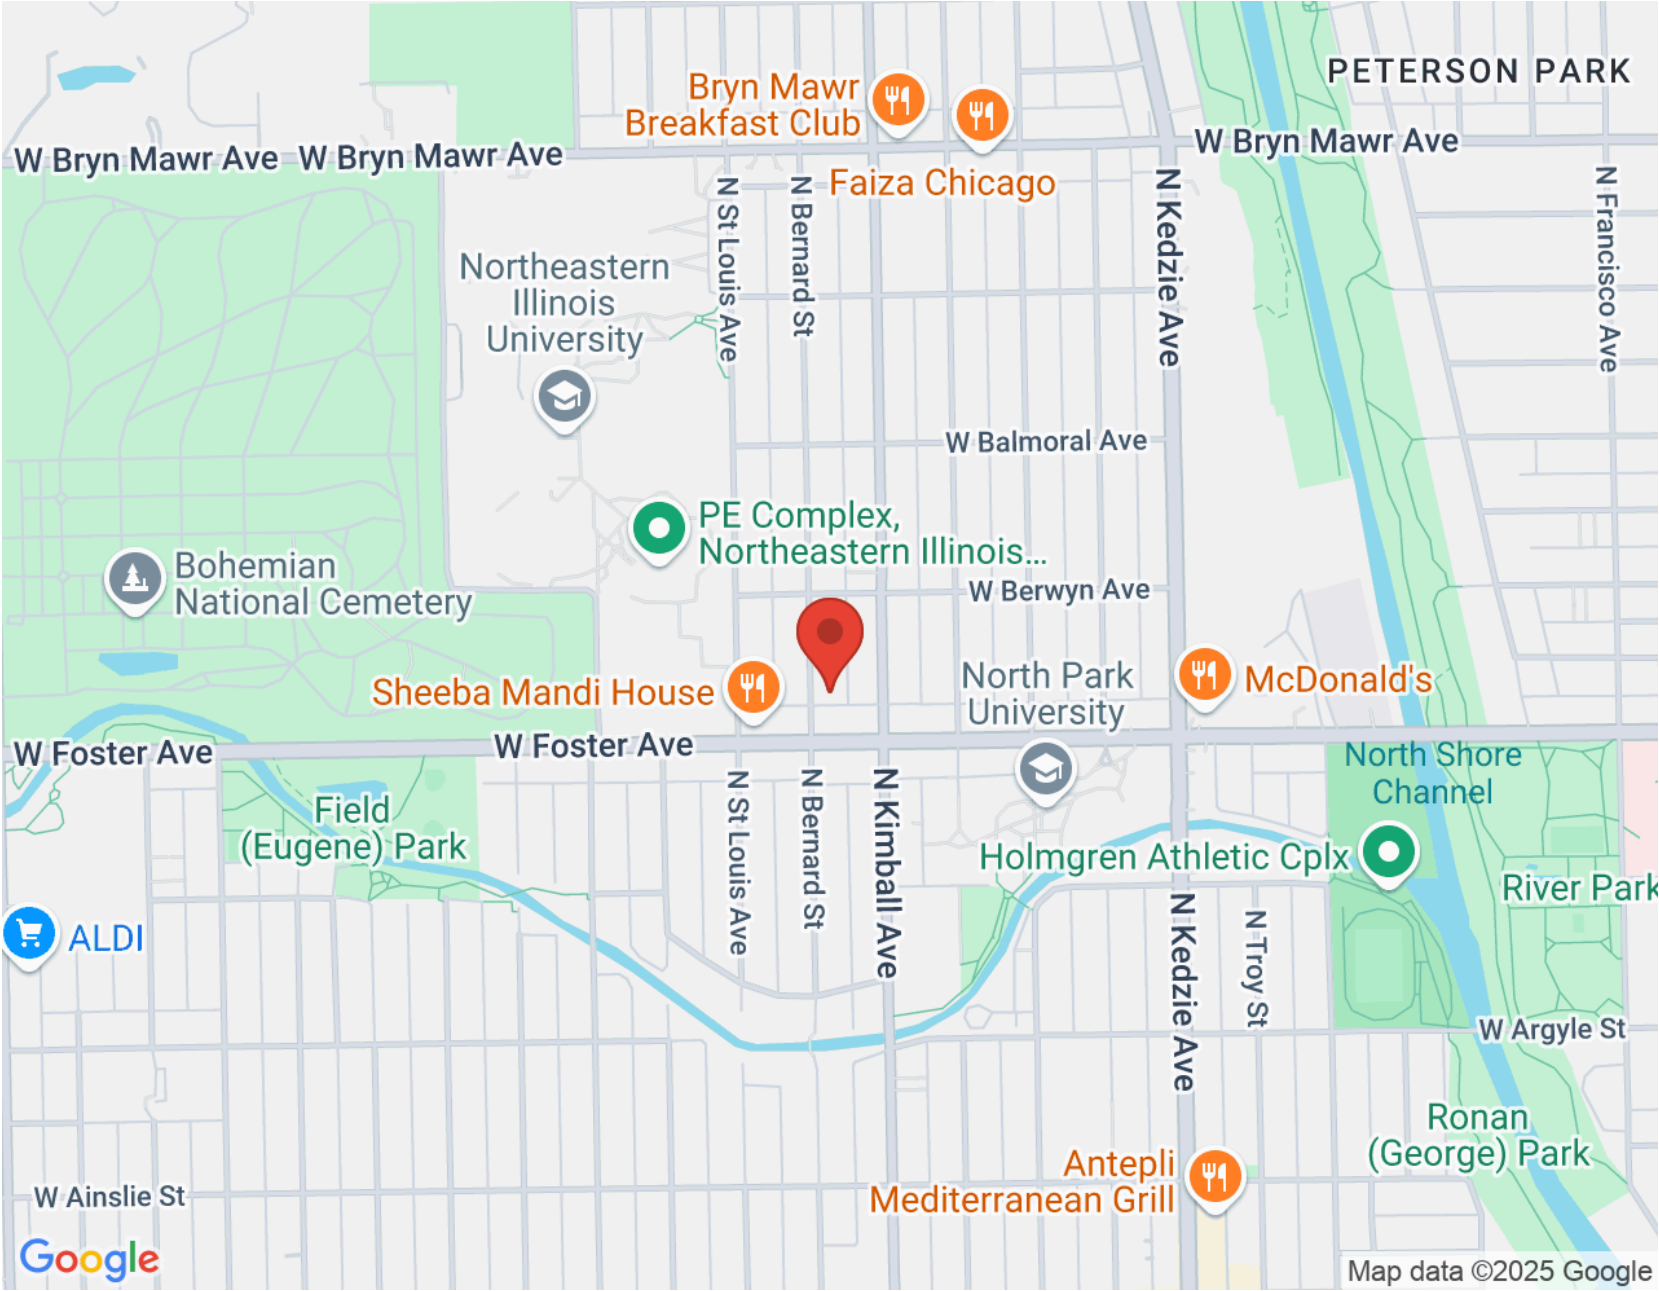 PETERSON PARK
Bryn Mawr
Breakfast Club
W Bryn Mawr Ave
W Bryn Mawr Ave
W Bryn Mawr Ave
Faiza Chicago
N St Louis Ave
N Bernard St
N Kedzie Ave
N Francisco Ave
Northeastern
Illinois
University
W Balmoral Ave
PE Complex,
Northeastern Illinois...
Bohemian
National Cemetery
W Berwyn Ave
Sheeba Mandi House
North Park
University
McDonald's
W Foster Ave
W Foster Ave
North Shore
Channel
Field
(Eugene) Park
N St Louis Ave
N Bernard St
N Kimball Ave
Holmgren Athletic Cplx
River Park
ALDI
N Kedzie Ave
N Troy St
W Argyle St
Ronan
(George) Park
Antepli
Mediterranean Grill
W Ainslie St
Google
Map data ©2025 Google